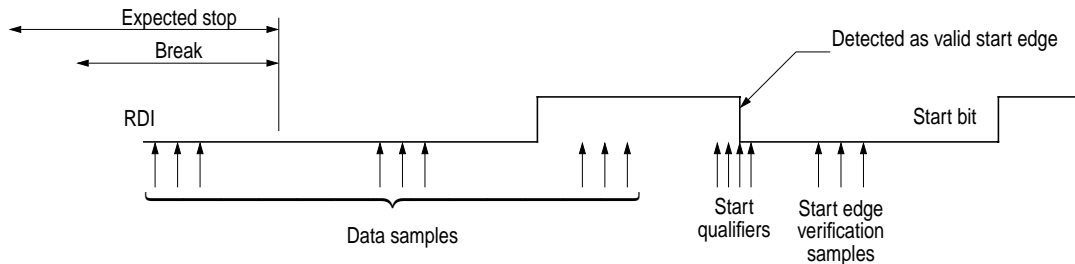 Expected stop
Break
Detected as valid start edge
RDI
Start bit
Data samples
Start
qualifiers
Start edge
verification
samples